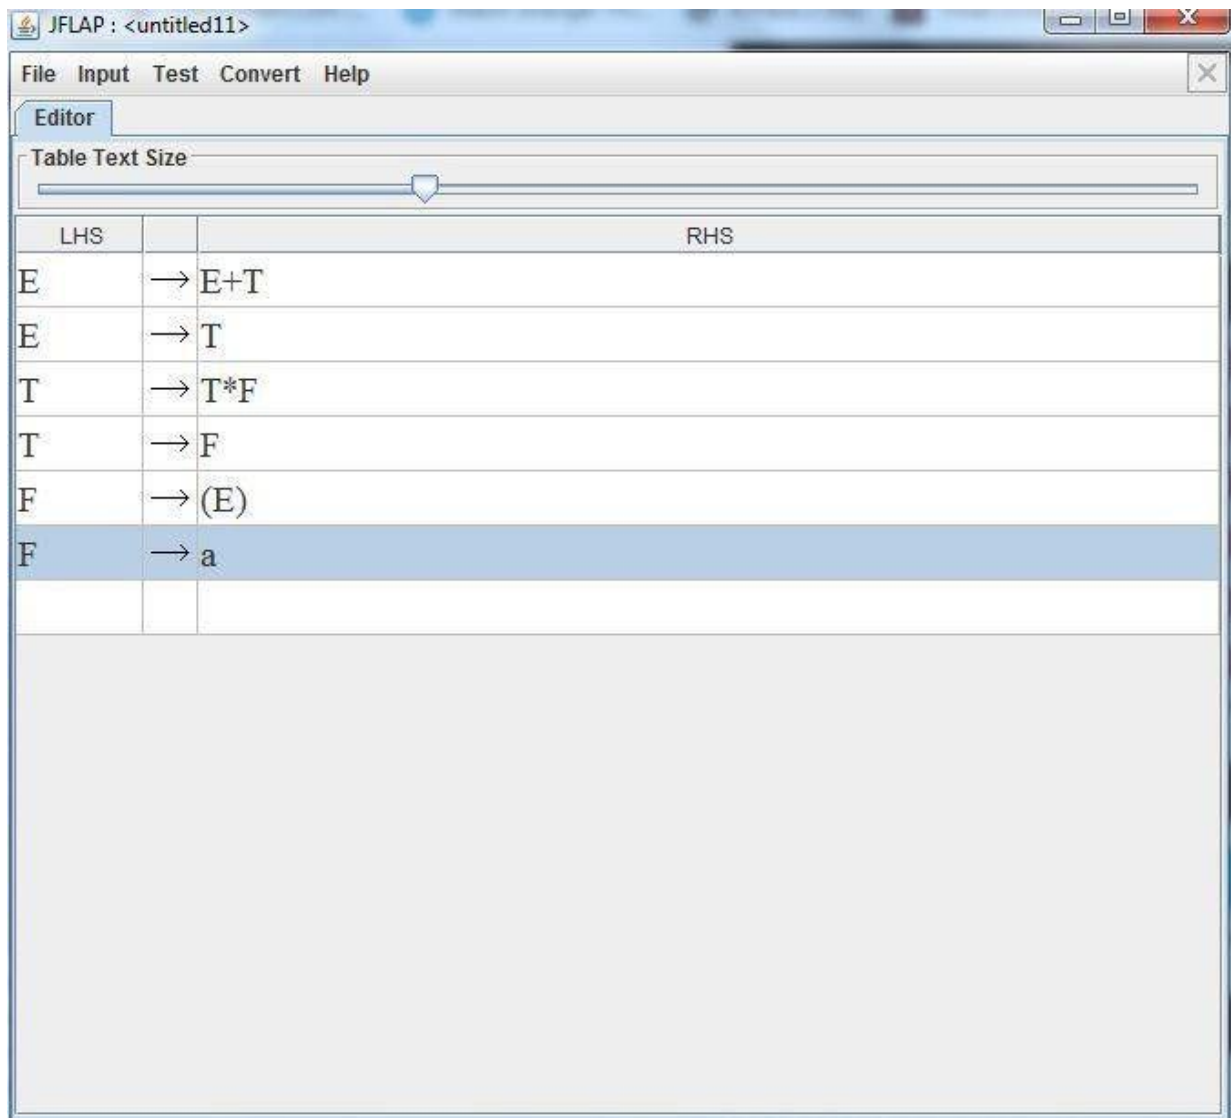 JFLAP : <untitled11>
File Input Test Convert Help
Editor
Table Text Size
LHS RHS
E → E+T
E → T
T → T*F
T → F
F → (E)
F → a